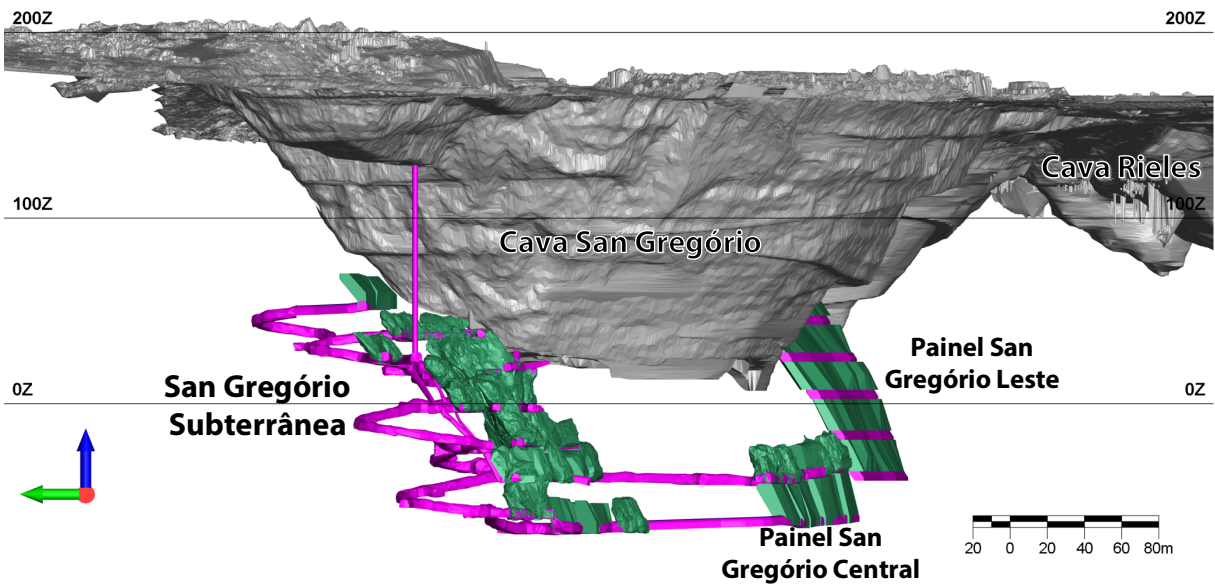 200Z
200Z
Cava Rieles
100Z
100Z
Cava San Gregório
Painel San
Gregório Leste
San Gregório
Subterrânea
0Z
0Z
Painel San
Gregório Central
20 0 20 40 60 80m